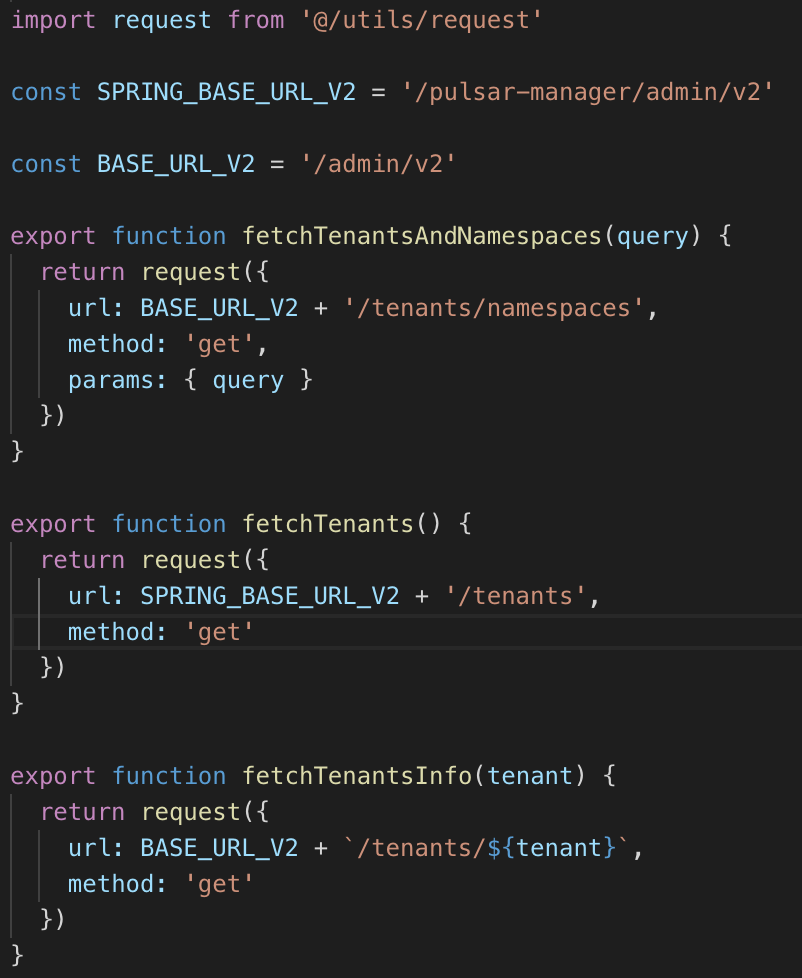 import request from '@/utils/request'
const SPRING_BASE_URL_V2 = '/pulsar-manager/admin/v2'
const BASE_URL_V2 = '/admin/v2'
export function fetchTenantsAndNamespaces(query) {
  return request({
    url: BASE_URL_V2 + '/tenants/namespaces',
    method: 'get',
    params: { query }
  })
}
export function fetchTenants() {
  return request({
    url: SPRING_BASE_URL_V2 + '/tenants',
    method: 'get'
  })
}
export function fetchTenantsInfo(tenant) {
  return request({
    url: BASE_URL_V2 + `/tenants/${tenant}`,
    method: 'get'
  })
}